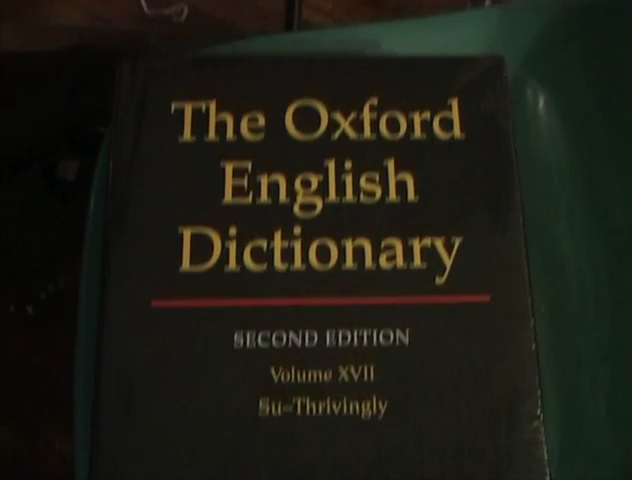 The Oxford
English
Dictionary
SECOND EDITION
Volume XVII
Su–Thrivingly